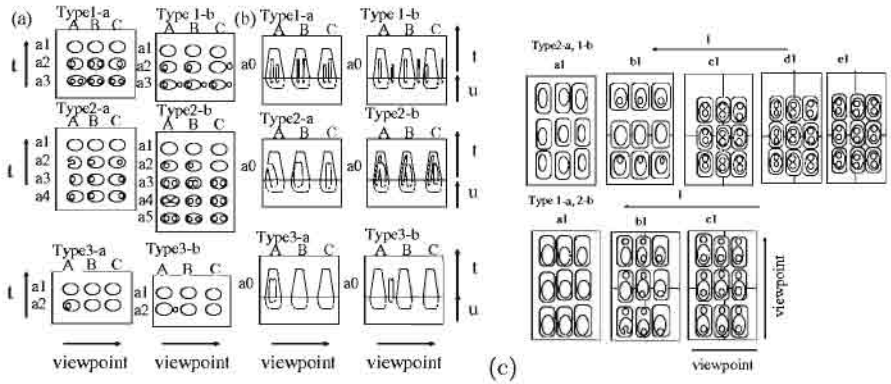 (a) Type1-a Type 1-b (b) Type1-a Type 1-b
A B C A B C A B C A B C
t a1 a1 a0 t
a2 a2
a3 a3 u
Type2-a Type2-b Type2-a Type2-b
A B C A B C A B C A B C
t a1 a1 a0 a0 t
a2 a2
a3 a3
a4 a4 u
a5
Type3-a Type3-b Type3-a Type3-b
A B C A B C A B C A B C
t a1 a1 a0 a0 t
a2 a2 u
viewpoint viewpoint viewpoint viewpoint
Type2-a, 1-b
a1 b1 c1 d1 e1
Type 1-a, 2-b
a1 b1 c1
viewpoint
(c) viewpoint